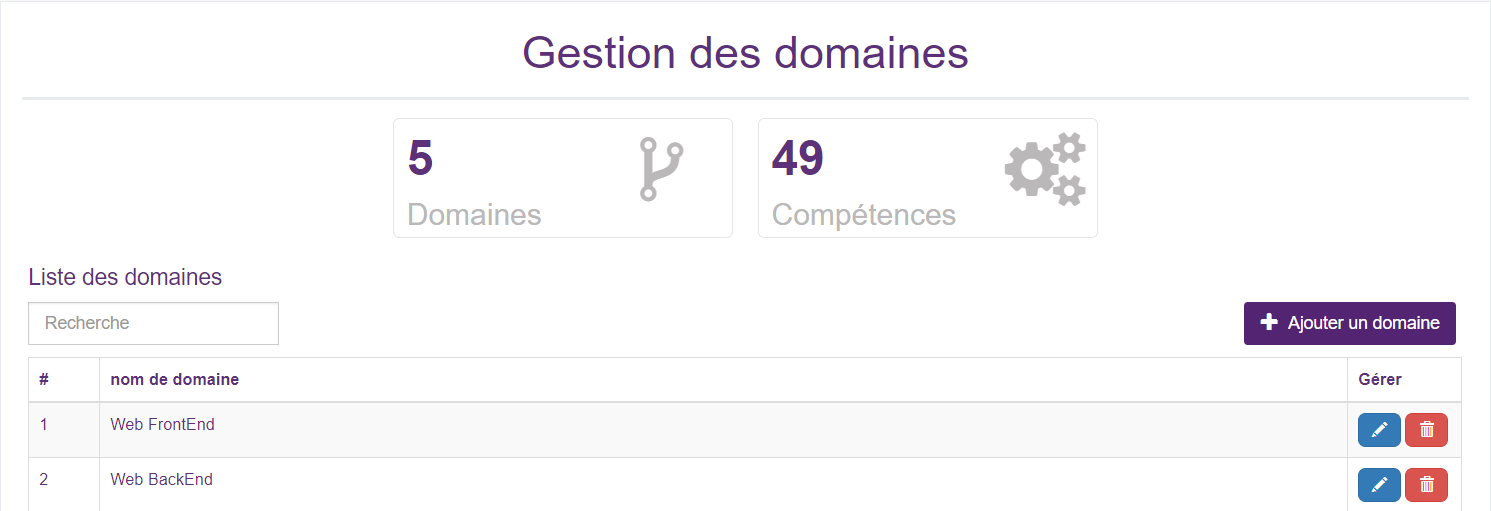 Gestion des domaines
5
Domaines
49
Compétences
Liste des domaines
Recherche
Ajouter un domaine
# nom de domaine Gérer
1 Web FrontEnd
2 Web BackEnd